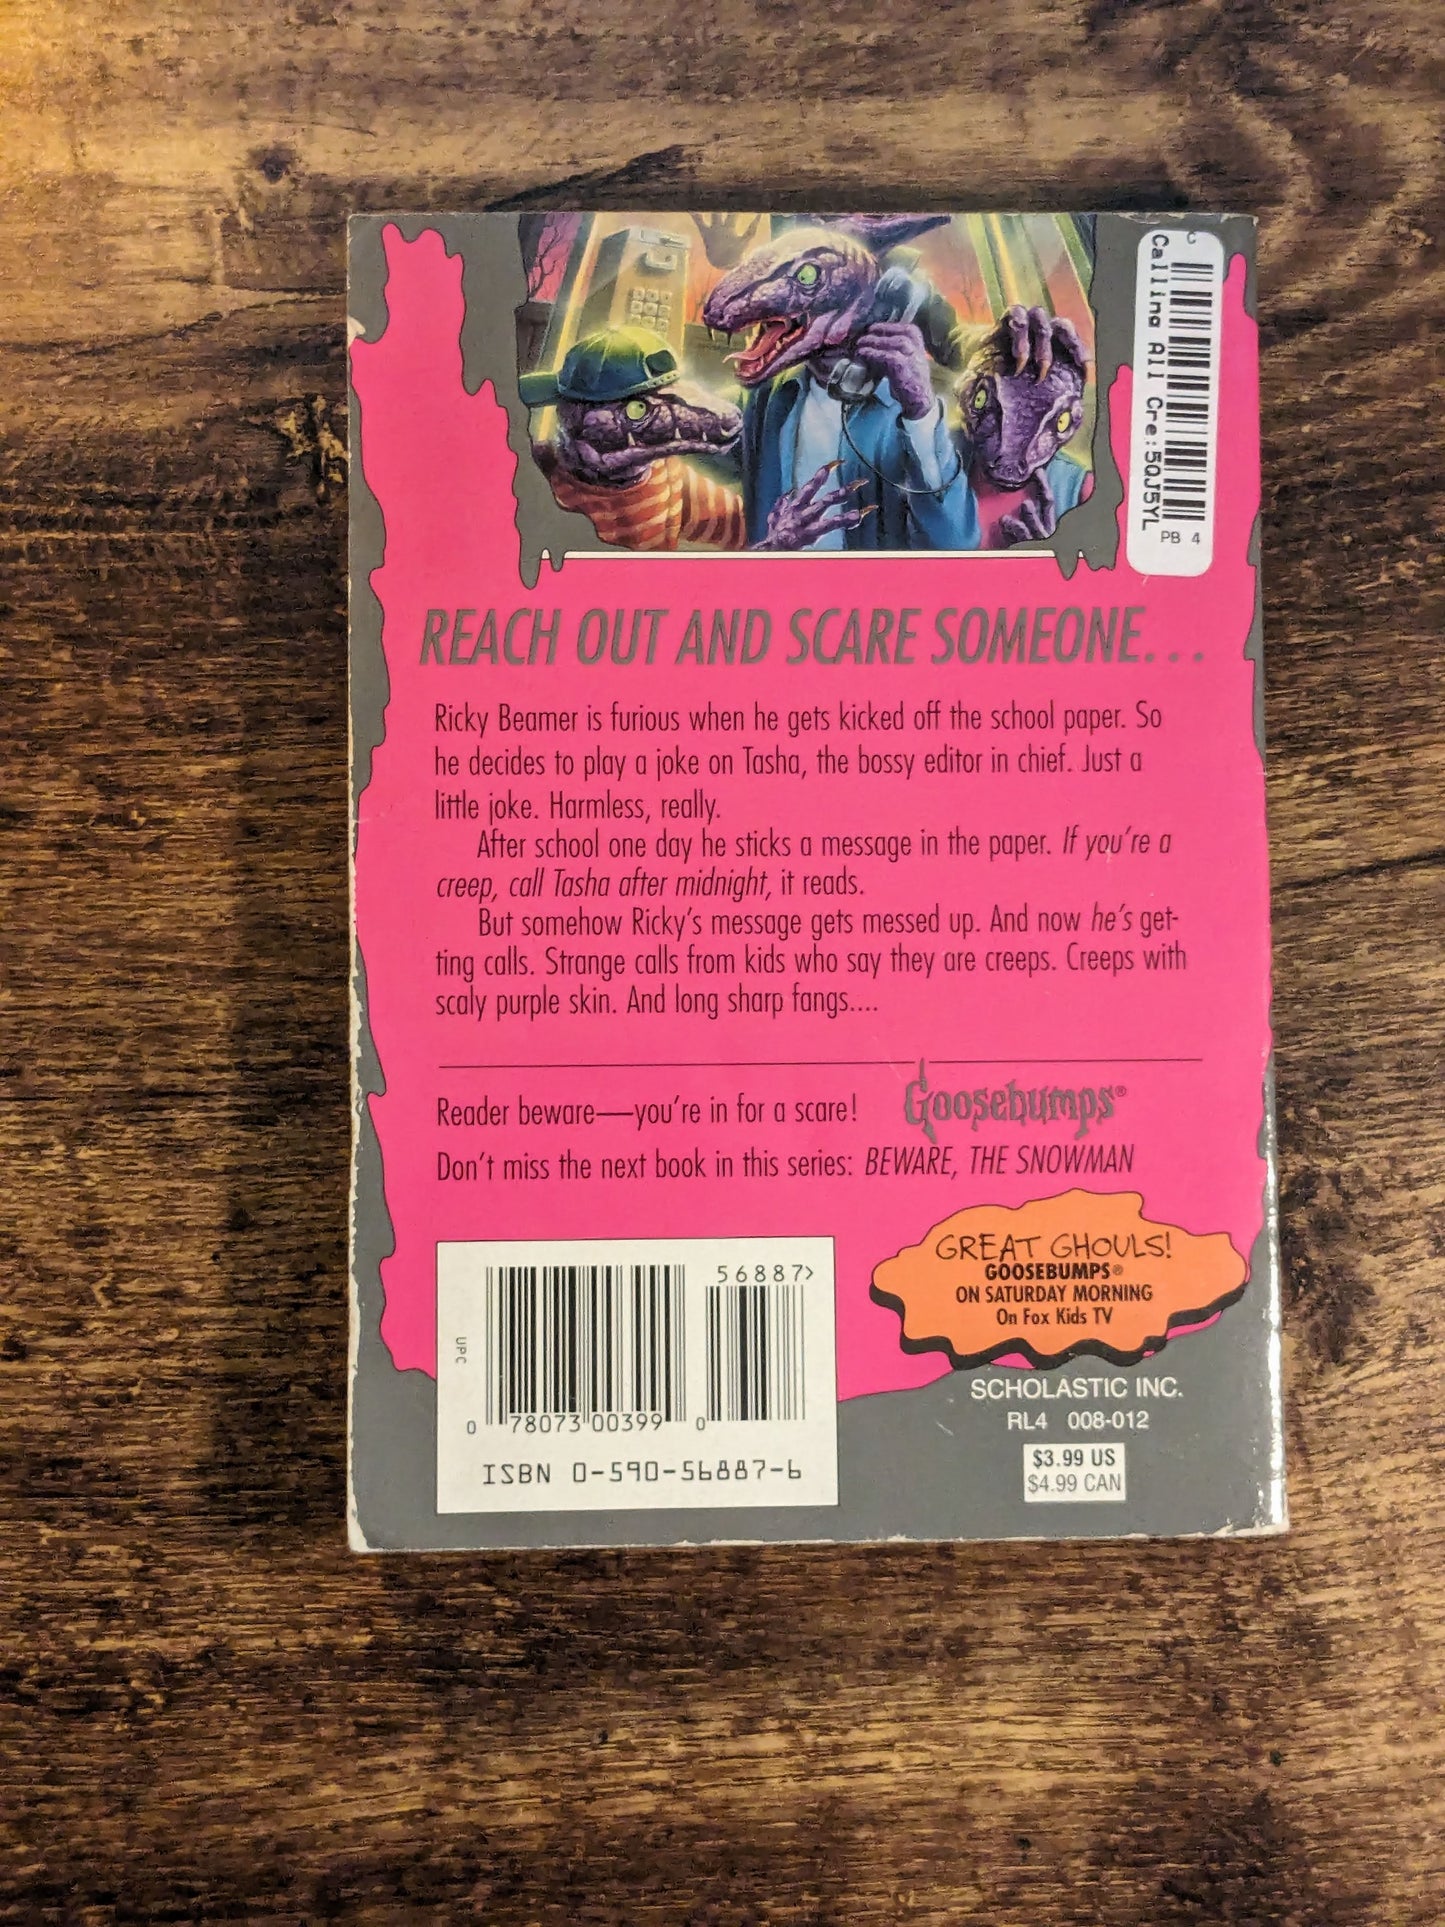 Callina All Cre:5QJ5YL
PB 4
REACH OUT AND SCARE SOMEONE...
Ricky Beamer is furious when he gets kicked off the school paper. So
he decides to play a joke on Tasha, the bossy editor in chief. Just a
little joke. Harmless, really.
After school one day he sticks a message in the paper. If you're a
creep, call Tasha after midnight, it reads.
But somehow Ricky's message gets messed up. And now he's get-
ting calls. Strange calls from kids who say they are creeps. Creeps with
scaly purple skin. And long sharp fangs....
Reader beware—you're in for a scare! Goosebumps®
Don't miss the next book in this series: BEWARE, THE SNOWMAN
GREAT GHOULS!
GOOSEBUMPS®
ON SATURDAY MORNING
On Fox Kids TV
56887>
UPC
0 78073 00399 0
ISBN 0-590-56887-6
SCHOLASTIC INC.
RL4 008-012
$3.99 US
$4.99 CAN